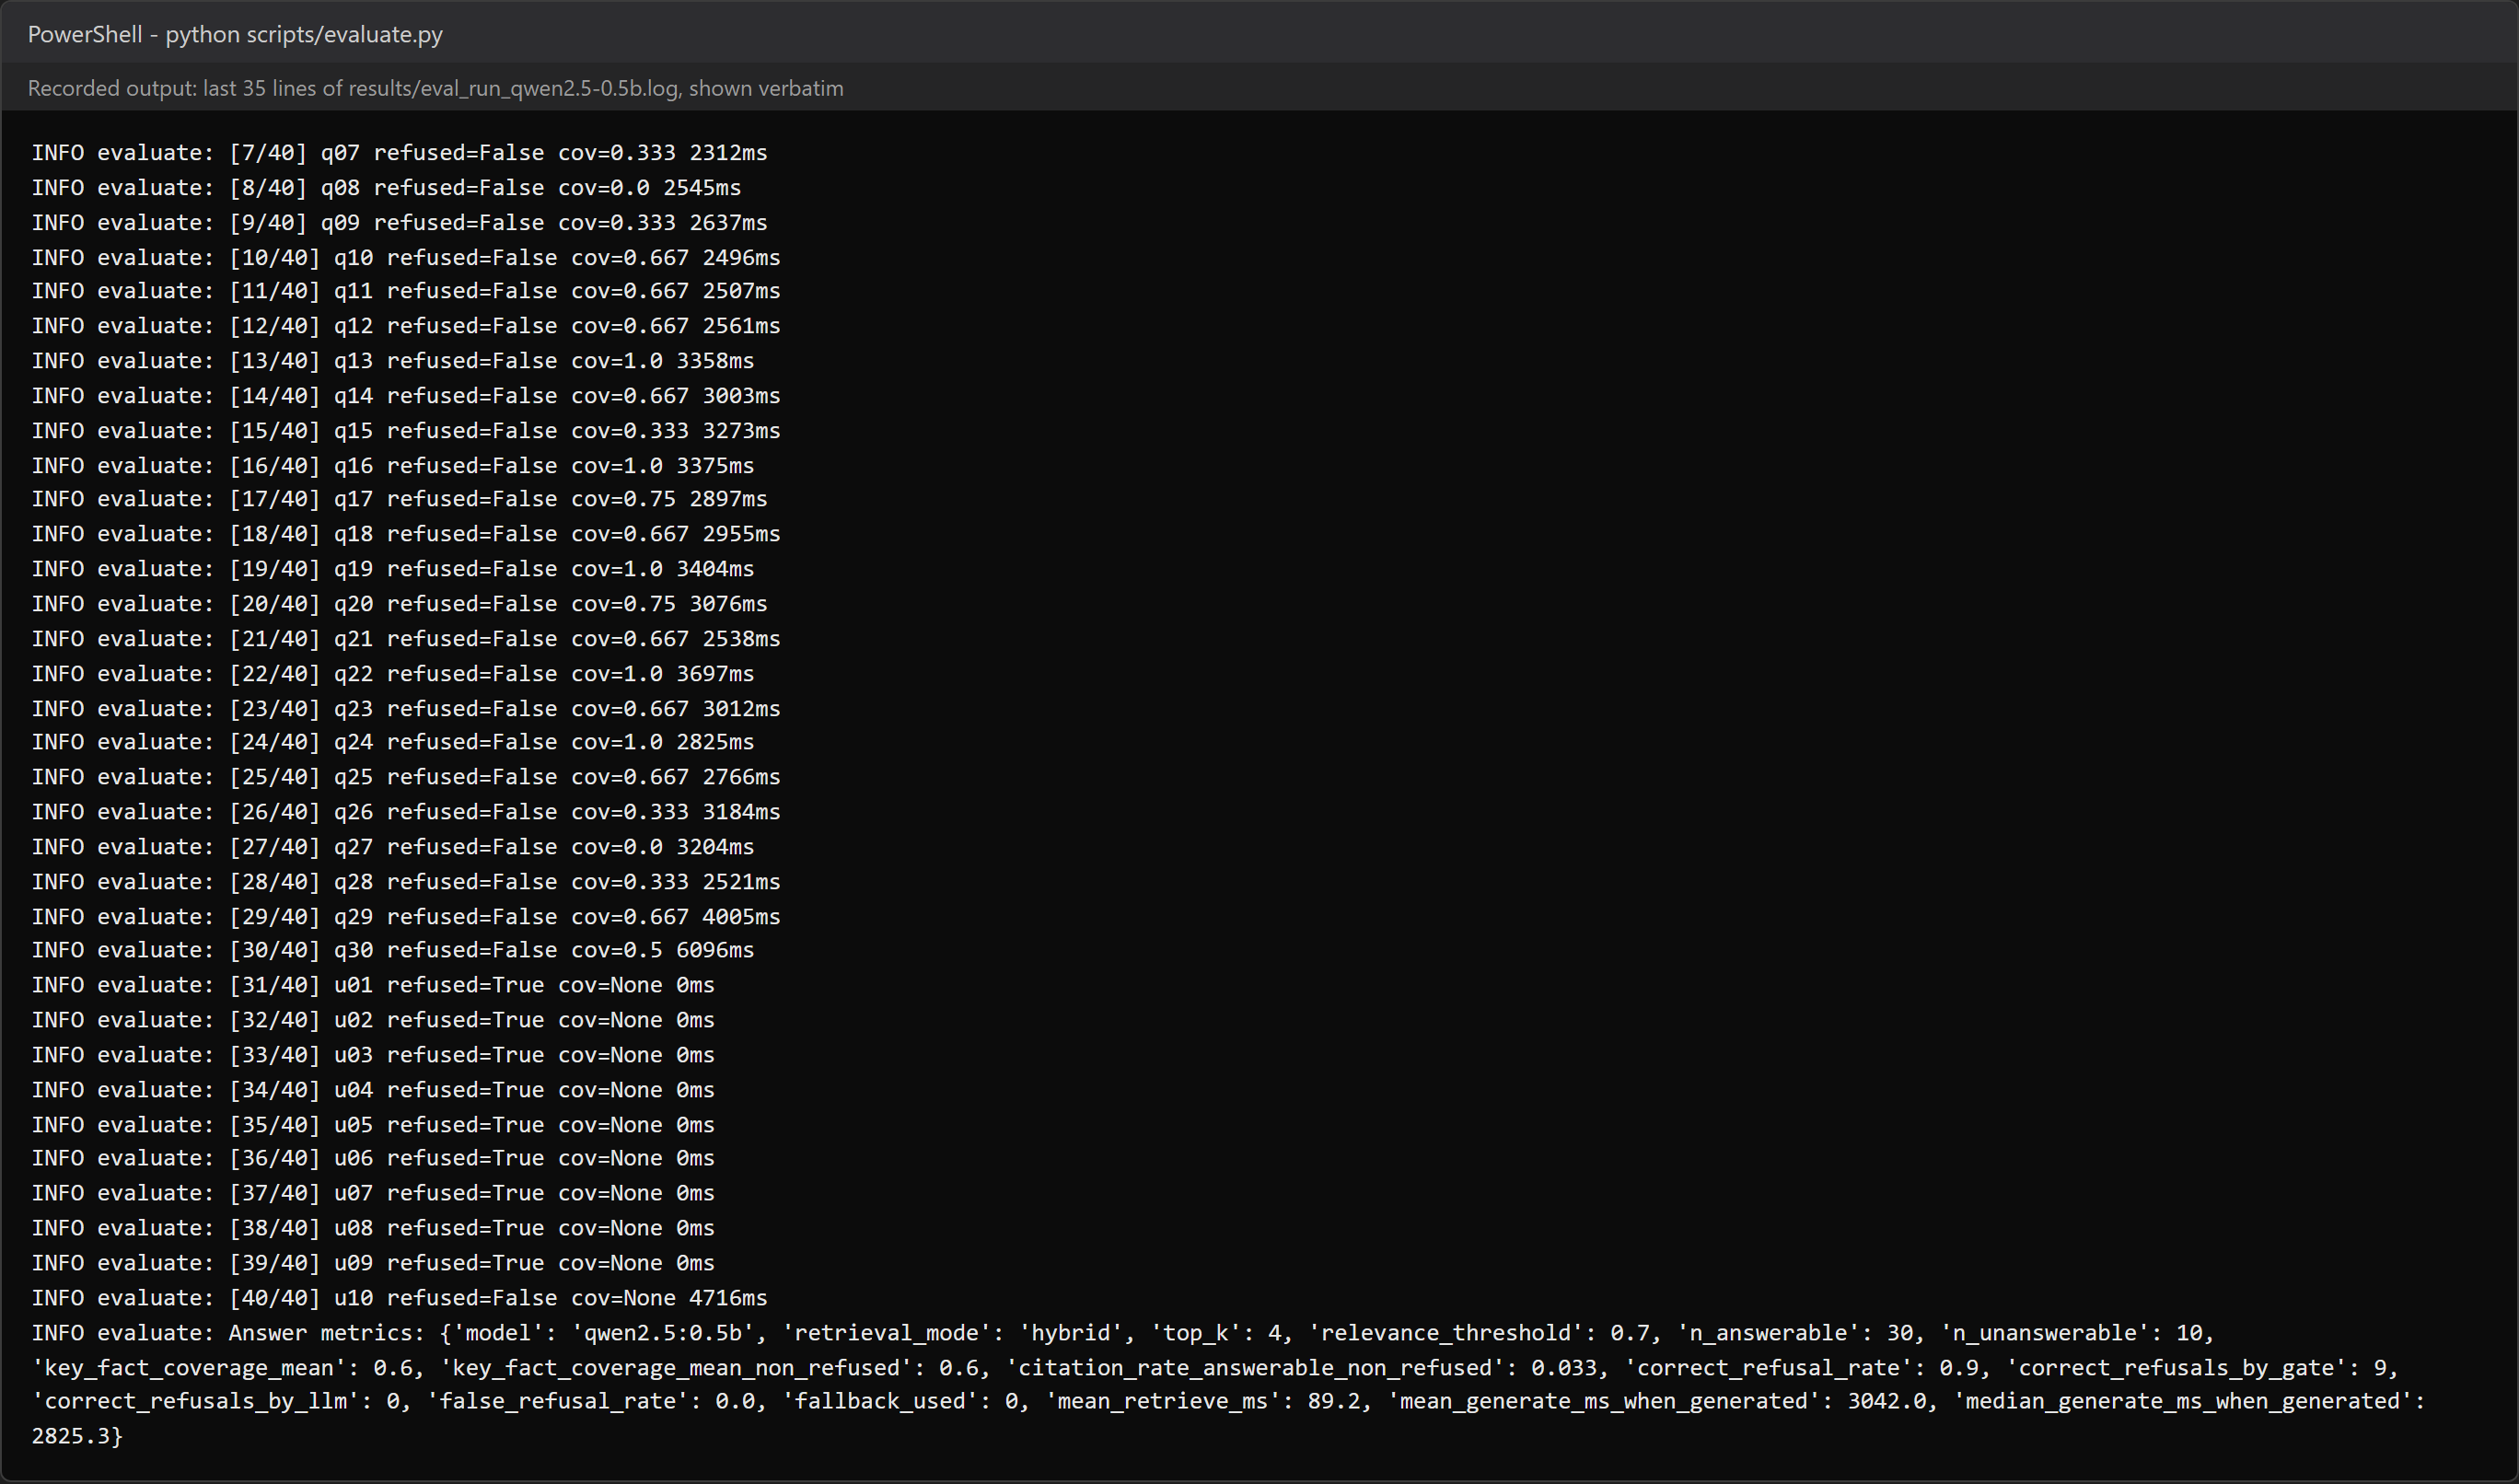 PowerShell - python scripts/evaluate.py
Recorded output: last 35 lines of results/eval_run_qwen2.5-0.5b.log, shown verbatim
INFO evaluate: [7/40] q07 refused=False cov=0.333 2312ms
INFO evaluate: [8/40] q08 refused=False cov=0.0 2545ms
INFO evaluate: [9/40] q09 refused=False cov=0.333 2637ms
INFO evaluate: [10/40] q10 refused=False cov=0.667 2496ms
INFO evaluate: [11/40] q11 refused=False cov=0.667 2507ms
INFO evaluate: [12/40] q12 refused=False cov=0.667 2561ms
INFO evaluate: [13/40] q13 refused=False cov=1.0 3358ms
INFO evaluate: [14/40] q14 refused=False cov=0.667 3003ms
INFO evaluate: [15/40] q15 refused=False cov=0.333 3273ms
INFO evaluate: [16/40] q16 refused=False cov=1.0 3375ms
INFO evaluate: [17/40] q17 refused=False cov=0.75 2897ms
INFO evaluate: [18/40] q18 refused=False cov=0.667 2955ms
INFO evaluate: [19/40] q19 refused=False cov=1.0 3404ms
INFO evaluate: [20/40] q20 refused=False cov=0.75 3076ms
INFO evaluate: [21/40] q21 refused=False cov=0.667 2538ms
INFO evaluate: [22/40] q22 refused=False cov=1.0 3697ms
INFO evaluate: [23/40] q23 refused=False cov=0.667 3012ms
INFO evaluate: [24/40] q24 refused=False cov=1.0 2825ms
INFO evaluate: [25/40] q25 refused=False cov=0.667 2766ms
INFO evaluate: [26/40] q26 refused=False cov=0.333 3184ms
INFO evaluate: [27/40] q27 refused=False cov=0.0 3204ms
INFO evaluate: [28/40] q28 refused=False cov=0.333 2521ms
INFO evaluate: [29/40] q29 refused=False cov=0.667 4005ms
INFO evaluate: [30/40] q30 refused=False cov=0.5 6096ms
INFO evaluate: [31/40] u01 refused=True cov=None 0ms
INFO evaluate: [32/40] u02 refused=True cov=None 0ms
INFO evaluate: [33/40] u03 refused=True cov=None 0ms
INFO evaluate: [34/40] u04 refused=True cov=None 0ms
INFO evaluate: [35/40] u05 refused=True cov=None 0ms
INFO evaluate: [36/40] u06 refused=True cov=None 0ms
INFO evaluate: [37/40] u07 refused=True cov=None 0ms
INFO evaluate: [38/40] u08 refused=True cov=None 0ms
INFO evaluate: [39/40] u09 refused=True cov=None 0ms
INFO evaluate: [40/40] u10 refused=False cov=None 4716ms
INFO evaluate: Answer metrics: {'model': 'qwen2.5:0.5b', 'retrieval_mode': 'hybrid', 'top_k': 4, 'relevance_threshold': 0.7, 'n_answerable': 30, 'n_unanswerable': 10,
'key_fact_coverage_mean': 0.6, 'key_fact_coverage_mean_non_refused': 0.6, 'citation_rate_answerable_non_refused': 0.033, 'correct_refusal_rate': 0.9, 'correct_refusals_by_gate': 9,
'correct_refusals_by_llm': 0, 'false_refusal_rate': 0.0, 'fallback_used': 0, 'mean_retrieve_ms': 89.2, 'mean_generate_ms_when_generated': 3042.0, 'median_generate_ms_when_generated':
2825.3}